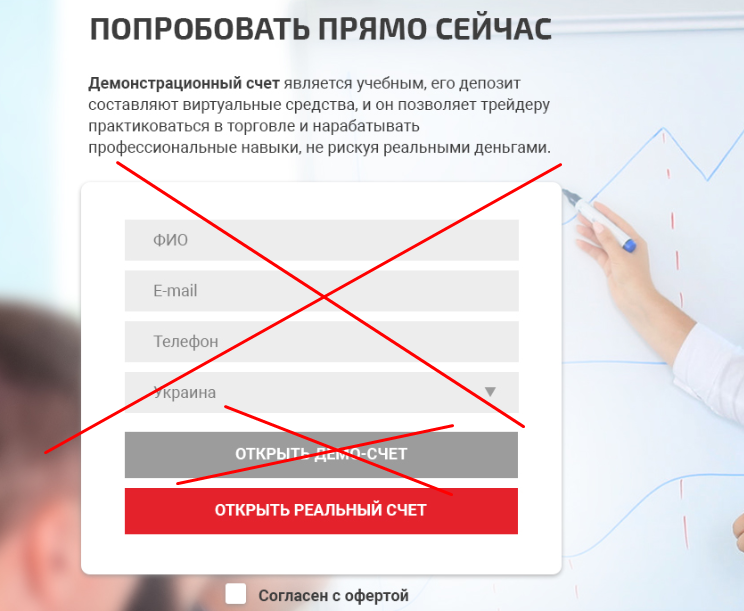 ПОПРОБОВАТЬ ПРЯМО СЕЙЧАС
Демонстрационный счет является учебным, его депозит
составляют виртуальные средства, и он позволяет трейдеру
практиковаться в торговле и нарабатывать
профессиональные навыки, не рискуя реальными деньгами.
ФИО
E-mail
Телефон
Украина
ОТКРЫТЬ ДЕМО-СЧЕТ
ОТКРЫТЬ РЕАЛЬНЫЙ СЧЕТ
Согласен с офертой